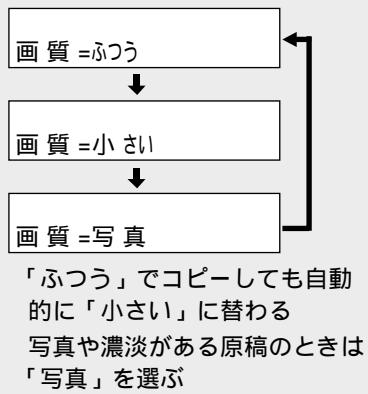 画 質 =ふつう
画 質 =小 さい
画 質 =写 真
「ふつう」でコピーしても自動
的に「小さい」に替わる
写真や濃淡がある原稿のときは
「写真」を選ぶ